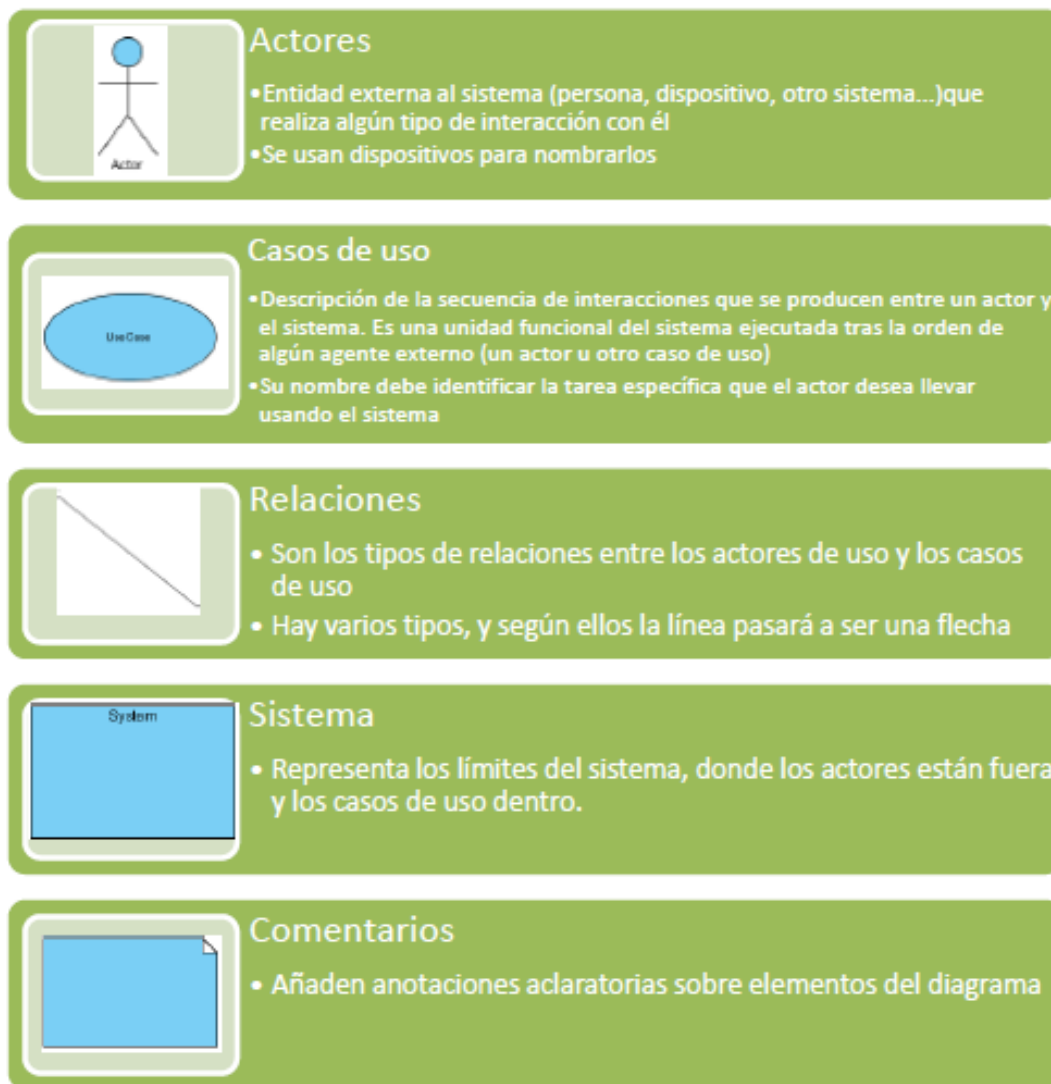 Actores
•Entidad externa al sistema (persona, dispositivo, otro sistema...)que
realiza algún tipo de interacción con él
•Se usan dispositivos para nombrarlos
Actor
Casos de uso
•Descripción de la secuencia de interacciones que se producen entre un actor y
el sistema. Es una unidad funcional del sistema ejecutada tras la orden de
algún agente externo (un actor u otro caso de uso)
•Su nombre debe identificar la tarea específica que el actor desea llevar
usando el sistema
UseCase
Relaciones
• Son los tipos de relaciones entre los actores de uso y los casos
de uso
• Hay varios tipos, y según ellos la línea pasará a ser una flecha
System
Sistema
• Representa los límites del sistema, donde los actores están fuera
y los casos de uso dentro.
Comentarios
• Añaden anotaciones aclaratorias sobre elementos del diagrama